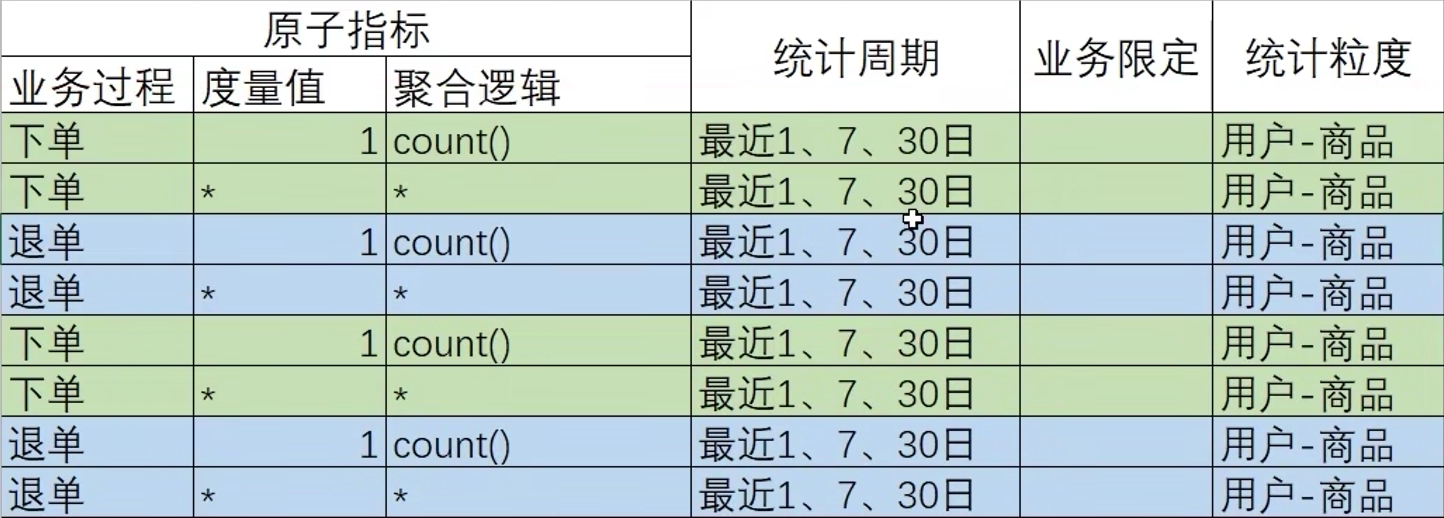 原子指标 统计周期 业务限定 统计粒度
业务过程 度量值 聚合逻辑
下单 1 count() 最近1、7、30日 用户-商品
下单 * * 最近1、7、30日 用户-商品
退单 1 count() 最近1、7、30日 用户-商品
退单 * * 最近1、7、30日 用户-商品
下单 1 count() 最近1、7、30日 用户-商品
下单 * * 最近1、7、30日 用户-商品
退单 1 count() 最近1、7、30日 用户-商品
退单 * * 最近1、7、30日 用户-商品